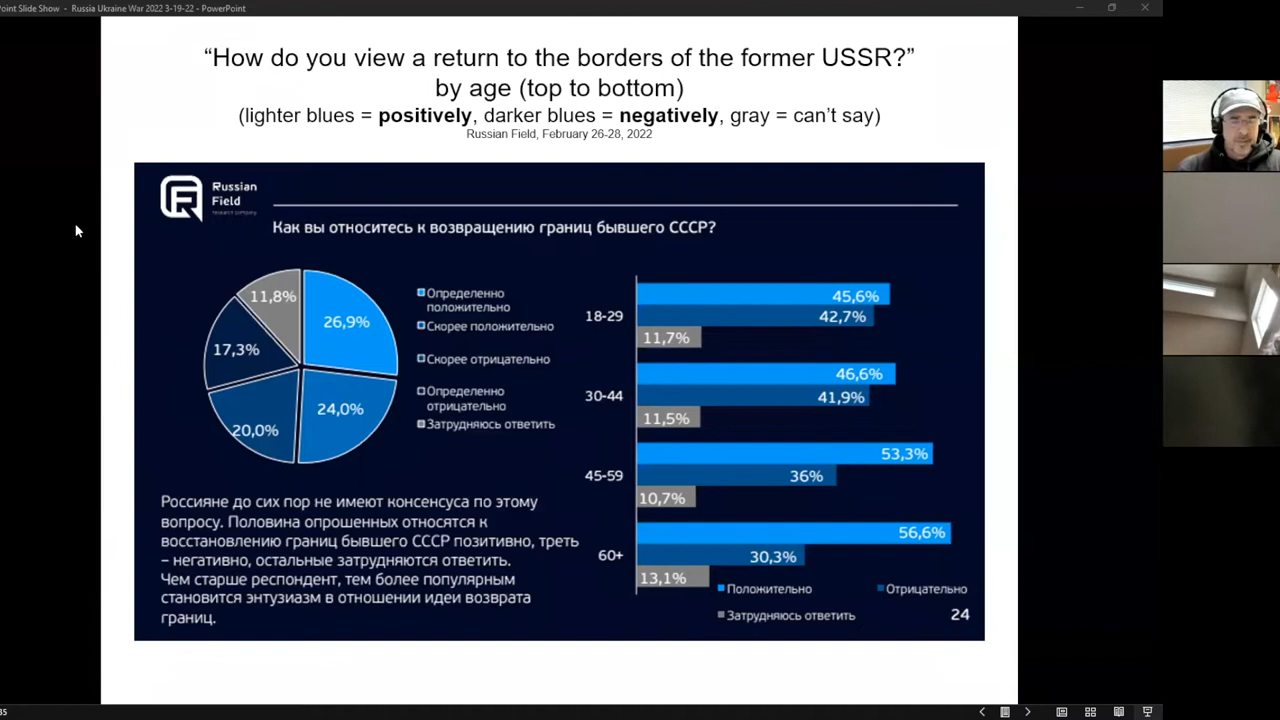 Point Slide Show - Russia Ukraine War 2022 3-19-22 - PowerPoint
“How do you view a return to the borders of the former USSR?”
by age (top to bottom)
(lighter blues = positively, darker blues = negatively, gray = can’t say)
Russian Field, February 26-28, 2022
Russian
Field
research company
Как вы относитесь к возвращению границ бывшего СССР?
11,8%
26,9%
17,3%
24,0%
20,0%
Определенно
положительно
Скорее положительно
Скорее отрицательно
Определенно
отрицательно
Затрудняюсь ответить
18-29
45,6%
42,7%
11,7%
30-44
46,6%
41,9%
11,5%
45-59
53,3%
36%
10,7%
60+
56,6%
30,3%
13,1%
Положительно
Отрицательно
Затрудняюсь ответить
Россияне до сих пор не имеют консенсуса по этому
вопросу. Половина опрошенных относятся к
восстановлению границ бывшего СССР позитивно, треть
– негативно, остальные затрудняются ответить.
Чем старше респондент, тем более популярным
становится энтузиазм в отношении идеи возврата
границ.
24
35